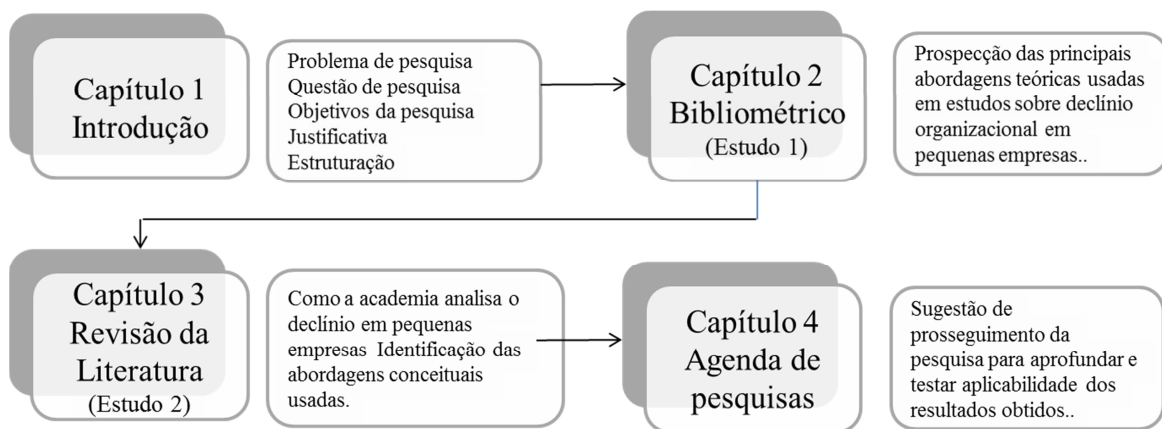 Capítulo 1
Introdução
Problema de pesquisa
Questão de pesquisa
Objetivos da pesquisa
Justificativa
Estruturação
Capítulo 2
Bibliométrico
(Estudo 1)
Prospecção das principais
abordagens teóricas usadas
em estudos sobre declínio
organizacional em
pequenas empresas..
Capítulo 3
Revisão da
Literatura
(Estudo 2)
Como a academia analisa o
declínio em pequenas
empresas Identificação das
abordagens conceituais
usadas.
Capítulo 4
Agenda de
pesquisas
Sugestão de
prosseguimento da
pesquisa para aprofundar e
testar aplicabilidade dos
resultados obtidos..